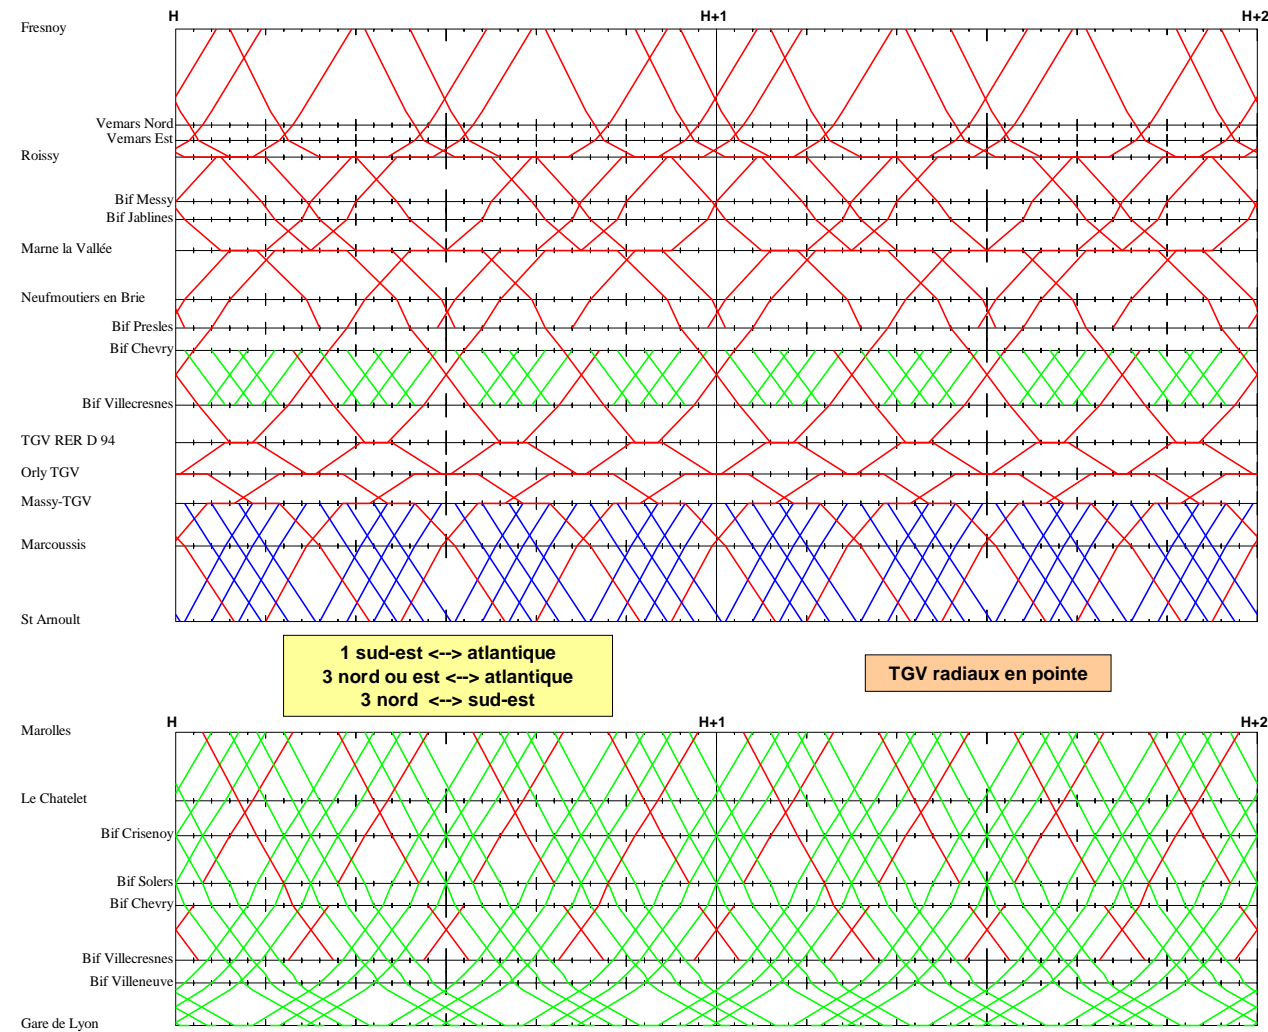 H H+1 H+2
Fresnoy
Vemars Nord
Vemars Est
Roissy
Bif Messy
Bif Jablines
Marne la Vallée
Neufmoutiers en Brie
Bif Presles
Bif Chevry
Bif Villecresnes
TGV RER D 94
Orly TGV
Massy-TGV
Marcoussis
St Arnoult
1 sud-est <--> atlantique
3 nord ou est <--> atlantique
3 nord <--> sud-est
TGV radiaux en pointe
H H+1 H+2
Marolles
Le Chatelet
Bif Crisenoy
Bif Solers
Bif Chevry
Bif Villecresnes
Bif Villeneuve
Gare de Lyon